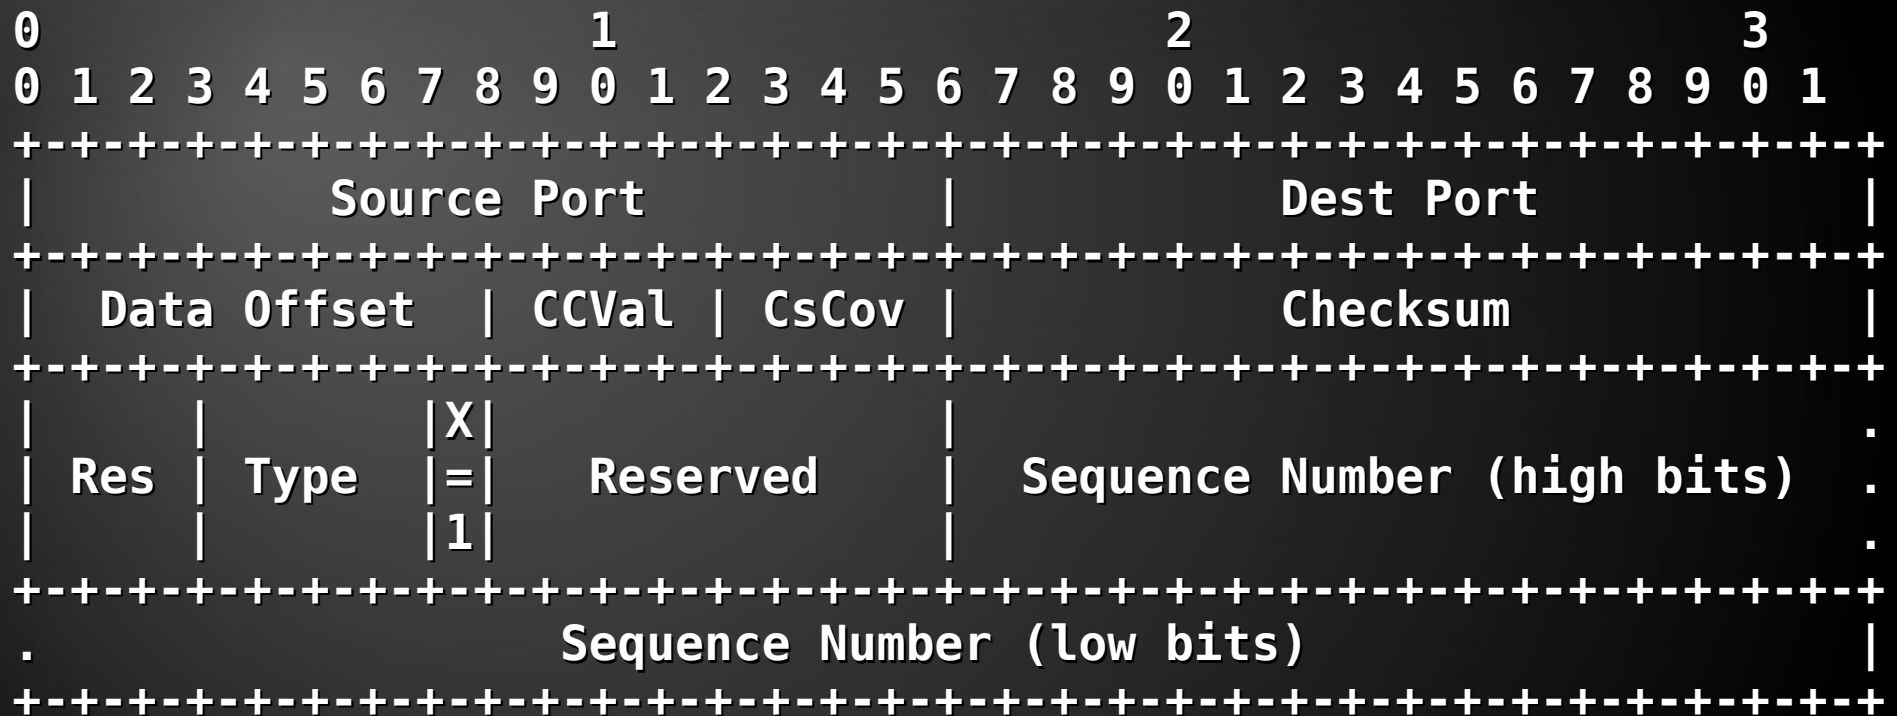 0                   1                   2                   3
0 1 2 3 4 5 6 7 8 9 0 1 2 3 4 5 6 7 8 9 0 1 2 3 4 5 6 7 8 9 0 1
+-+-+-+-+-+-+-+-+-+-+-+-+-+-+-+-+-+-+-+-+-+-+-+-+-+-+-+-+-+-+-+-+
|          Source Port          |           Dest Port           |
+-+-+-+-+-+-+-+-+-+-+-+-+-+-+-+-+-+-+-+-+-+-+-+-+-+-+-+-+-+-+-+-+
|  Data Offset  | CCVal | CsCov |           Checksum            |
+-+-+-+-+-+-+-+-+-+-+-+-+-+-+-+-+-+-+-+-+-+-+-+-+-+-+-+-+-+-+-+-+
|     |       |X|               |                               .
| Res | Type  |=|   Reserved    |  Sequence Number (high bits)  .
|     |       |1|               |                               .
+-+-+-+-+-+-+-+-+-+-+-+-+-+-+-+-+-+-+-+-+-+-+-+-+-+-+-+-+-+-+-+-+
.                  Sequence Number (low bits)                   |
+-+-+-+-+-+-+-+-+-+-+-+-+-+-+-+-+-+-+-+-+-+-+-+-+-+-+-+-+-+-+-+-+